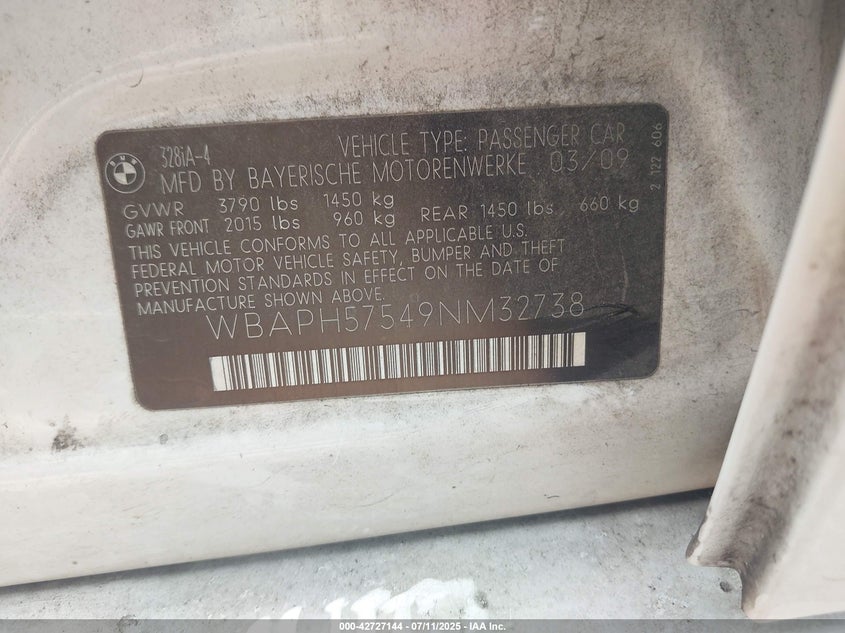 BMW
328iA-4
VEHICLE TYPE: PASSENGER CAR
MFD BY BAYERISCHE MOTORENWERKE 03/09
GVWR 3790 lbs 1450 kg
GAWR FRONT 2015 lbs 960 kg REAR 1450 lbs 660 kg
THIS VEHICLE CONFORMS TO ALL APPLICABLE U.S.
FEDERAL MOTOR VEHICLE SAFETY, BUMPER AND THEFT
PREVENTION STANDARDS IN EFFECT ON THE DATE OF
MANUFACTURE SHOWN ABOVE.
WBAPH57549NM32738
2 122 606
000-42727144 - 07/11/2025 - IAA Inc.